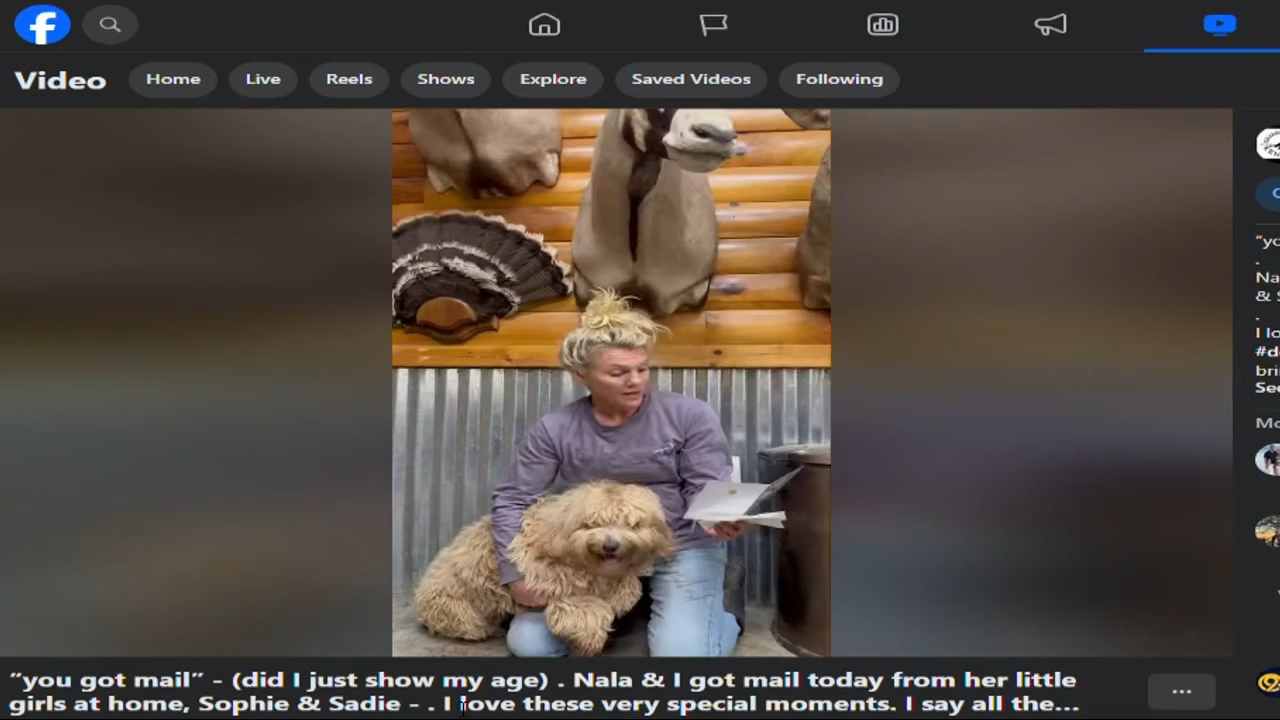 Video Home Live Reels Shows Explore Saved Videos Following
“you got mail” - (did I just show my age) . Nala & I got mail today from her little
girls at home, Sophie & Sadie - . I love these very special moments. I say all the...